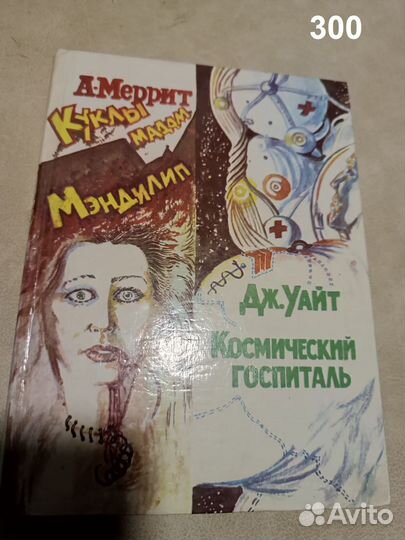 300
А. Меррит
Куклы
мадам
Мэндилип
Дж. Уайт
Космический
госпиталь
Avito